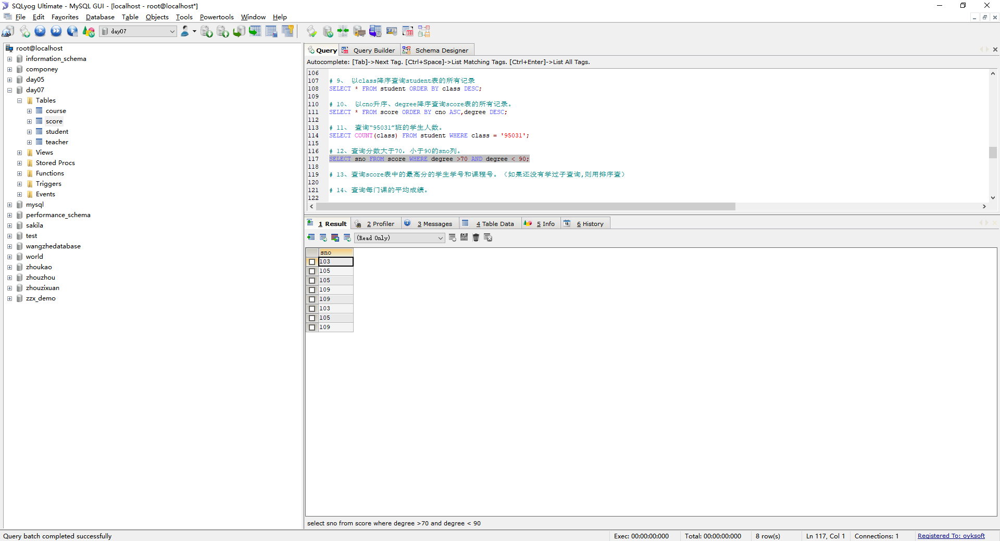 SQLyog Ultimate - MySQL GUI - [localhost - root@localhost*]
File Edit Favorites Database Table Objects Tools Powertools Window Help
day07
root@localhost
information_schema
componey
day05
day07
Tables
course
score
student
teacher
Views
Stored Procs
Functions
Triggers
Events
mysql
performance_schema
sakila
test
wangzhedatabase
world
zhoukao
zhouzhou
zhouzixuan
zzx_demo
Query Query Builder Schema Designer
Autocomplete: [Tab]->Next Tag. [Ctrl+Space]->List Matching Tags. [Ctrl+Enter]->List All Tags.
106
107 # 9、 以class降序查询student表的所有记录
108 SELECT * FROM student ORDER BY class DESC;
109
110 # 10、 以cno升序、degree降序查询score表的所有记录。
111 SELECT * FROM score ORDER BY cno ASC,degree DESC;
112
113 # 11、 查询“95031”班的学生人数。
114 SELECT COUNT(class) FROM student WHERE class = '95031';
115
116 # 12、查询分数大于70，小于90的sno列。
117 SELECT sno FROM score WHERE degree >70 AND degree < 90;
118
119 # 13、查询score表中的最高分的学生学号和课程号。（如果还没有学过子查询,则用排序查）
120
121 # 14、查询每门课的平均成绩。
122
1 Result 2 Profiler 3 Messages 4 Table Data 5 Info 6 History
(Read Only)
sno
103
105
105
109
109
103
105
109
select sno from score where degree >70 and degree < 90
Query batch completed successfully Exec: 00:00:00:000 Total: 00:00:00:000 8 row(s) Ln 117, Col 1 Connections: 1 Registered To: ovksoft